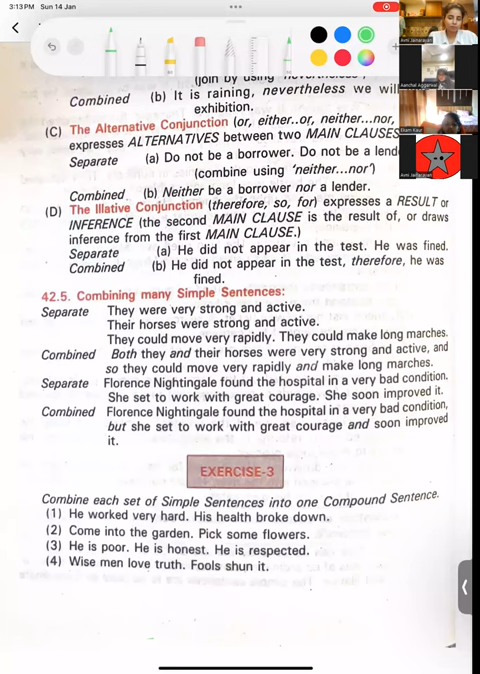 3:13 PM Sun 14 Jan
72%
(join by using 'nevertheless')
Combined (b) It is raining, nevertheless we will
exhibition.
(C) The Alternative Conjunction (or, either..or, neither...nor,
expresses ALTERNATIVES between two MAIN CLAUSES
Separate (a) Do not be a borrower. Do not be a lende
(combine using 'neither...nor')
Combined (b) Neither be a borrower nor a lender.
(D) The Illative Conjunction (therefore, so, for) expresses a RESULT or
INFERENCE (the second MAIN CLAUSE is the result of, or draws
inference from the first MAIN CLAUSE.)
Separate (a) He did not appear in the test. He was fined.
Combined (b) He did not appear in the test, therefore, he was
fined.
42.5. Combining many Simple Sentences:
Separate They were very strong and active.
Their horses were strong and active.
They could move very rapidly. They could make long marches.
Combined Both they and their horses were very strong and active, and
so they could move very rapidly and make long marches.
Separate Florence Nightingale found the hospital in a very bad condition.
She set to work with great courage. She soon improved it.
Combined Florence Nightingale found the hospital in a very bad condition,
but she set to work with great courage and soon improved
it.
EXERCISE-3
Combine each set of Simple Sentences into one Compound Sentence.
(1) He worked very hard. His health broke down.
(2) Come into the garden. Pick some flowers.
(3) He is poor. He is honest. He is respected.
(4) Wise men love truth. Fools shun it.
Avni Jainarayan
Aanchal Aggarwal
Ekam Kaur
Avni Jainarayan